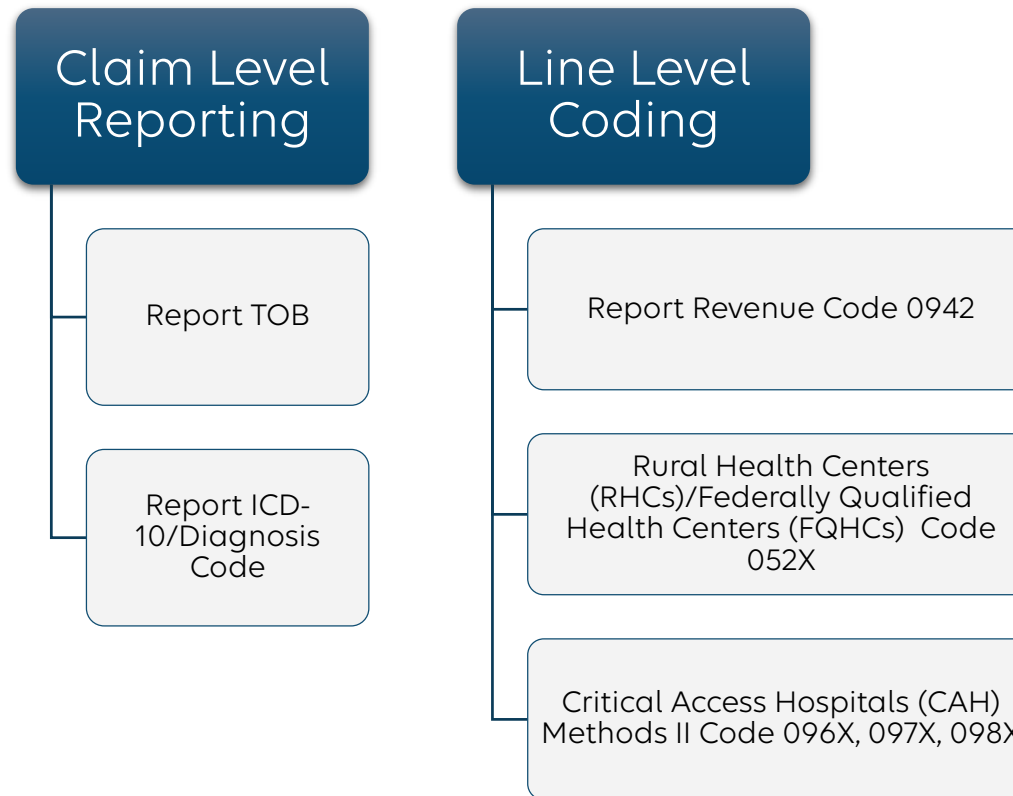 Claim Level
Reporting
Report TOB
Report ICD-
10/Diagnosis
Code
Line Level
Coding
Report Revenue Code 0942
Rural Health Centers
(RHCs)/Federally Qualified
Health Centers (FQHCs)  Code
052X
Critical Access Hospitals (CAH)
Methods II Code 096X, 097X, 098X